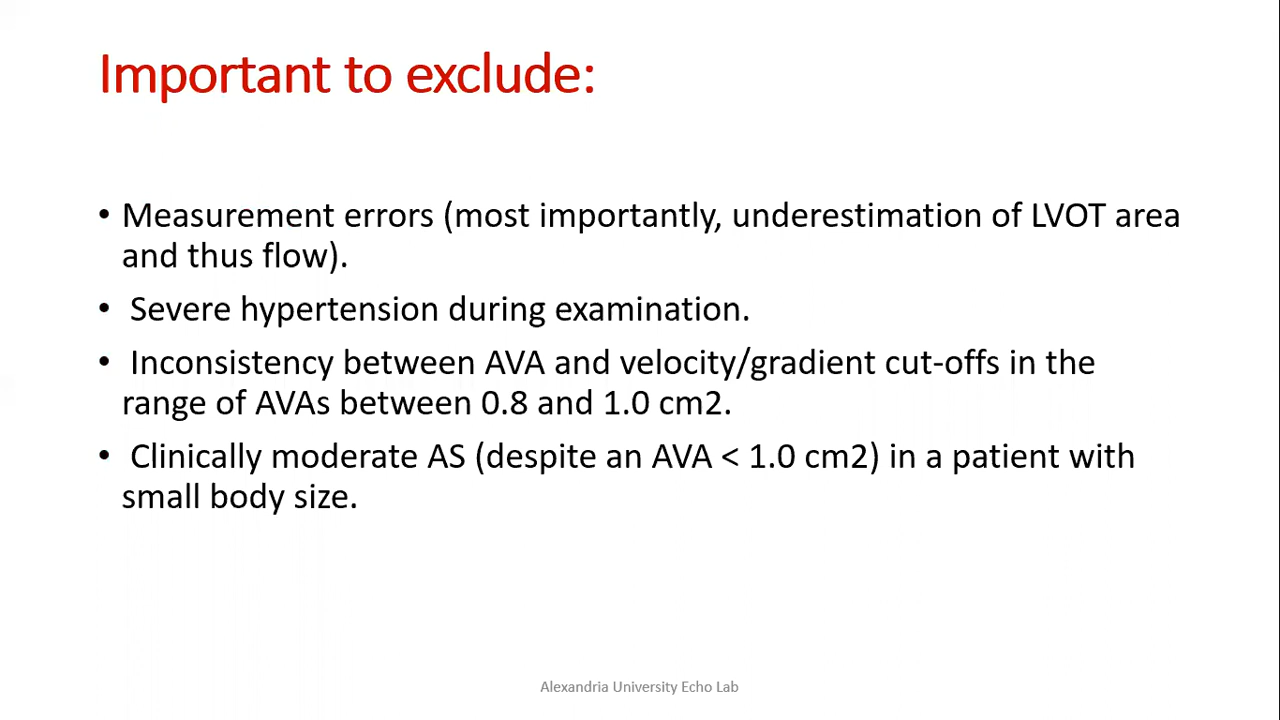 Important to exclude:
• Measurement errors (most importantly, underestimation of LVOT area
and thus flow).
• Severe hypertension during examination.
• Inconsistency between AVA and velocity/gradient cut-offs in the
range of AVAs between 0.8 and 1.0 cm2.
• Clinically moderate AS (despite an AVA < 1.0 cm2) in a patient with
small body size.
Alexandria University Echo Lab